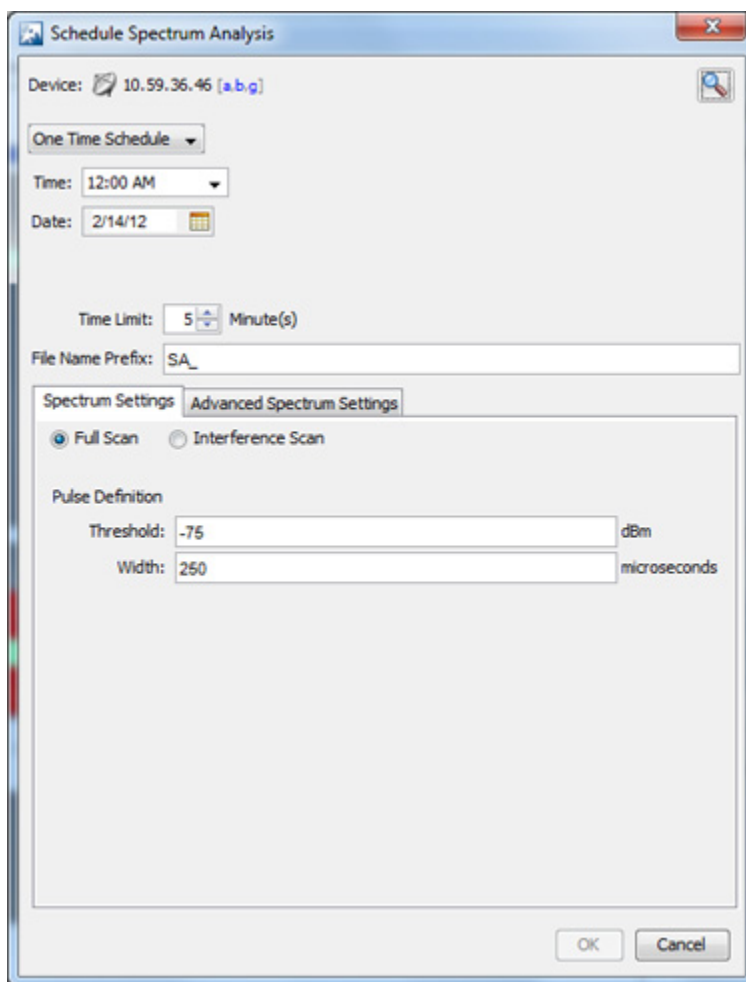 Schedule Spectrum Analysis
Device: 10.59.36.46 [a,b,g]
One Time Schedule
Time: 12:00 AM
Date: 2/14/12
Time Limit: 5 Minute(s)
File Name Prefix: SA_
Spectrum Settings Advanced Spectrum Settings
Full Scan Interference Scan
Pulse Definition
Threshold: -75 dBm
Width: 250 microseconds
OK Cancel